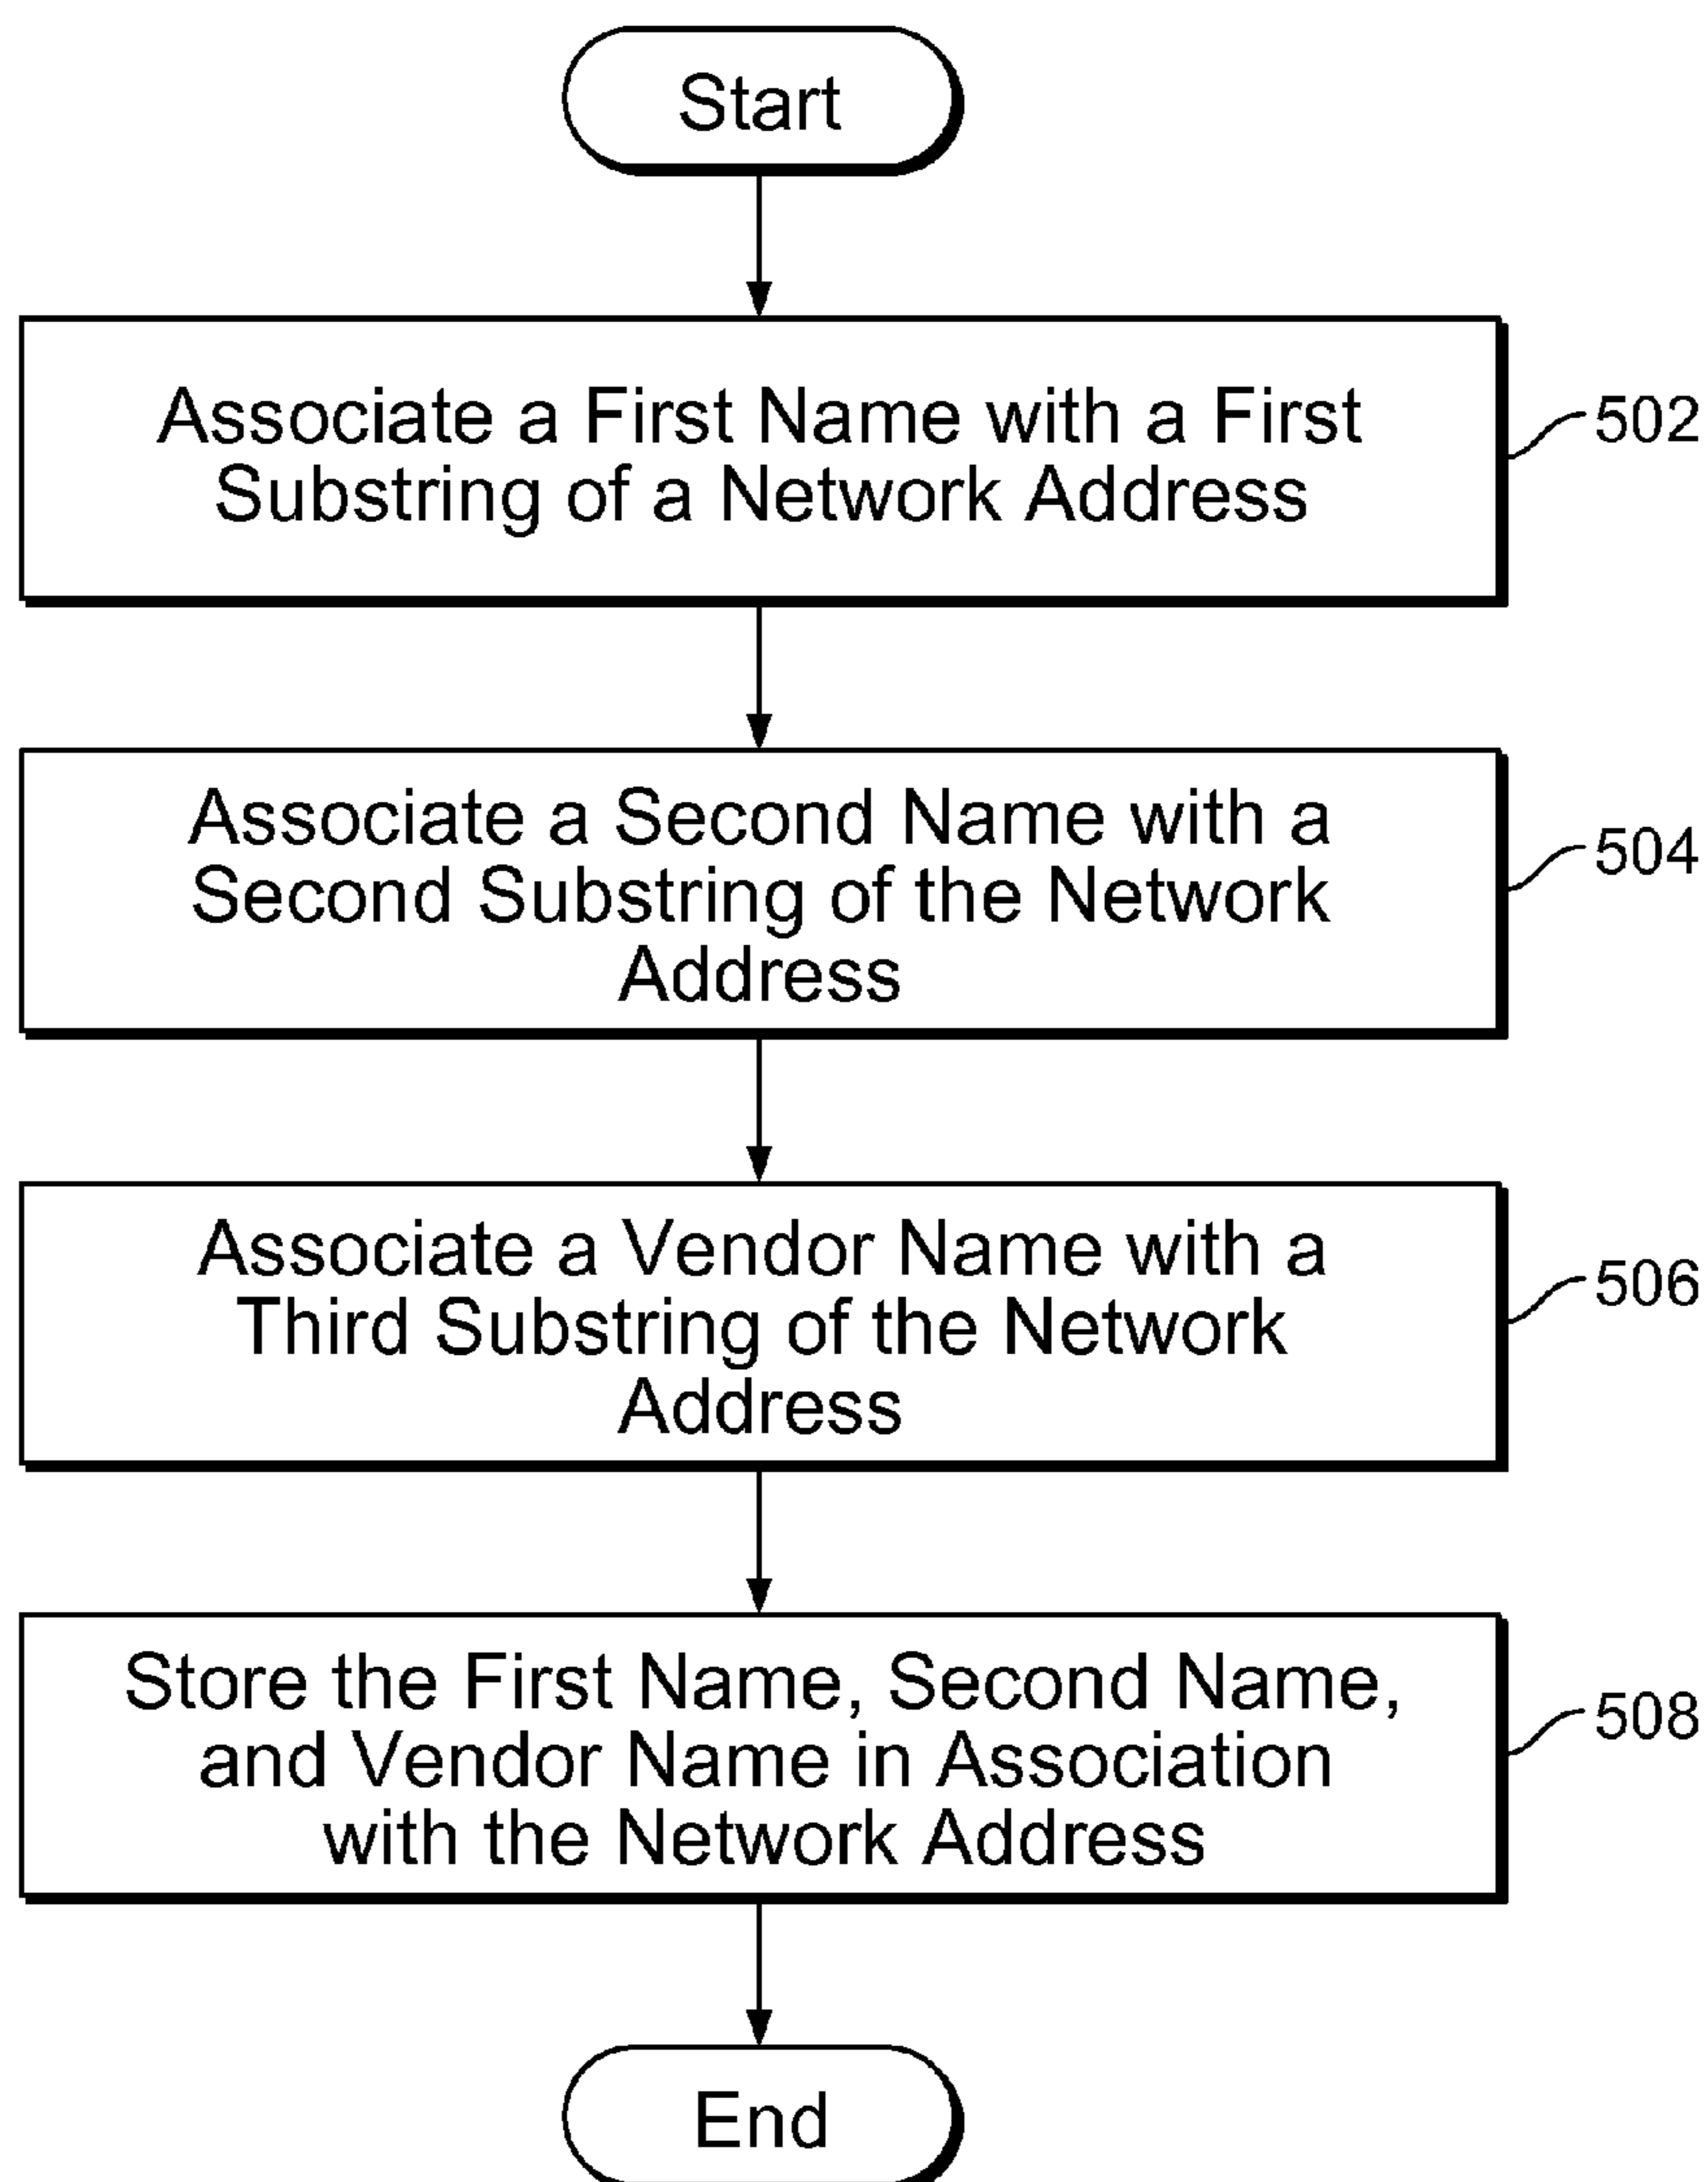 Start
Associate a First Name with a First
Substring of a Network Address
502
Associate a Second Name with a
Second Substring of the Network
Address
504
Associate a Vendor Name with a
Third Substring of the Network
Address
506
Store the First Name, Second Name,
and Vendor Name in Association
with the Network Address
508
End